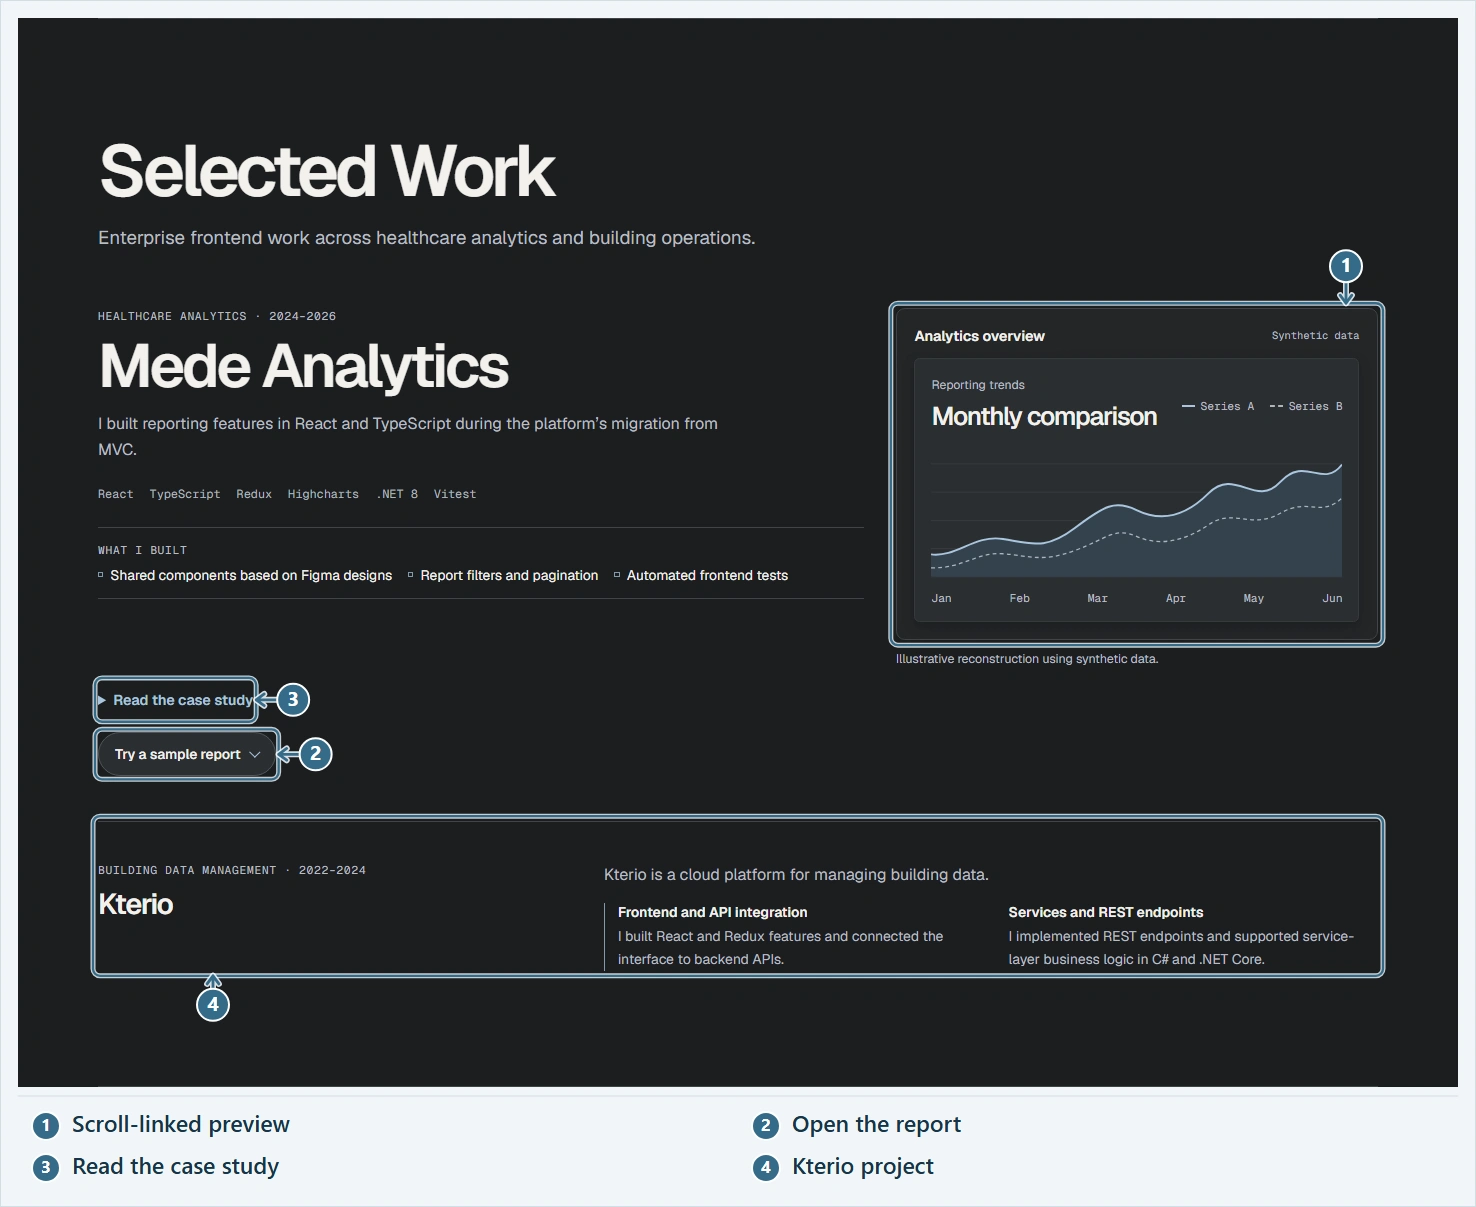 Selected Work
Enterprise frontend work across healthcare analytics and building operations.
HEALTHCARE ANALYTICS · 2024–2026
Mede Analytics
I built reporting features in React and TypeScript during the platform’s migration from
MVC.
React TypeScript Redux Highcharts .NET 8 Vitest
WHAT I BUILT
Shared components based on Figma designs Report filters and pagination Automated frontend tests
1
Analytics overview Synthetic data
Reporting trends
Monthly comparison Series A Series B
Jan Feb Mar Apr May Jun
Illustrative reconstruction using synthetic data.
Read the case study 3
Try a sample report 2
BUILDING DATA MANAGEMENT · 2022–2024
Kterio
Kterio is a cloud platform for managing building data.
Frontend and API integration
I built React and Redux features and connected the
interface to backend APIs.
Services and REST endpoints
I implemented REST endpoints and supported service-
layer business logic in C# and .NET Core.
4
1 Scroll-linked preview
2 Open the report
3 Read the case study
4 Kterio project